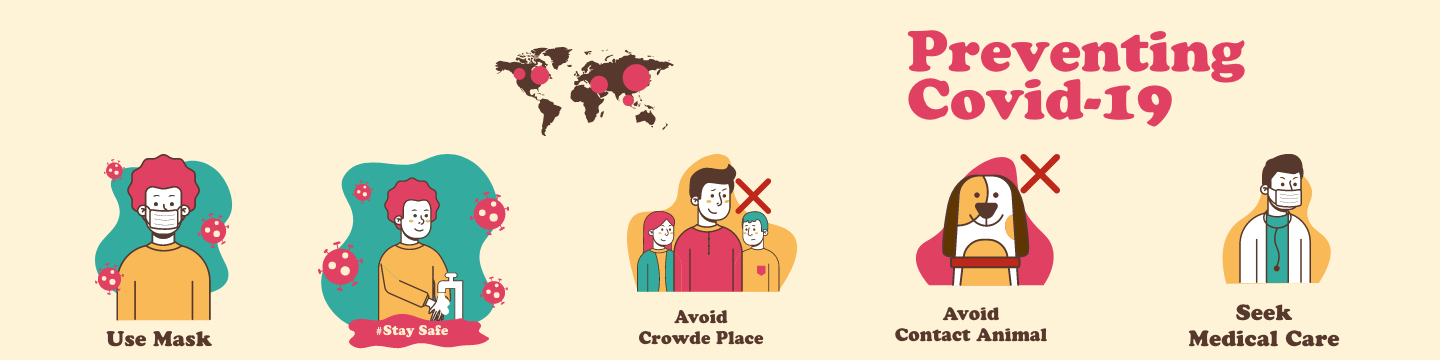 Preventing
Covid-19
Use Mask
#Stay Safe
Avoid
Crowde Place
Avoid
Contact Animal
Seek
Medical Care